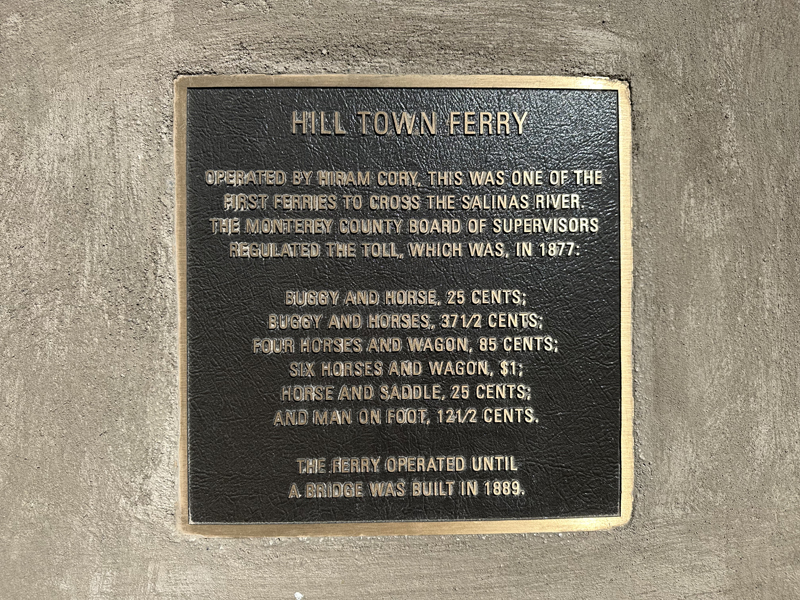 HILL TOWN FERRY
OPERATED BY HIRAM CORY, THIS WAS ONE OF THE
FIRST FERRIES TO CROSS THE SALINAS RIVER.
THE MONTEREY COUNTY BOARD OF SUPERVISORS
REGULATED THE TOLL, WHICH WAS, IN 1877:
BUGGY AND HORSE, 25 CENTS;
BUGGY AND HORSES, 371/2 CENTS;
FOUR HORSES AND WAGON, 85 CENTS;
SIX HORSES AND WAGON, $1;
HORSE AND SADDLE, 25 CENTS;
AND MAN ON FOOT, 121/2 CENTS.
THE FERRY OPERATED UNTIL
A BRIDGE WAS BUILT IN 1889.